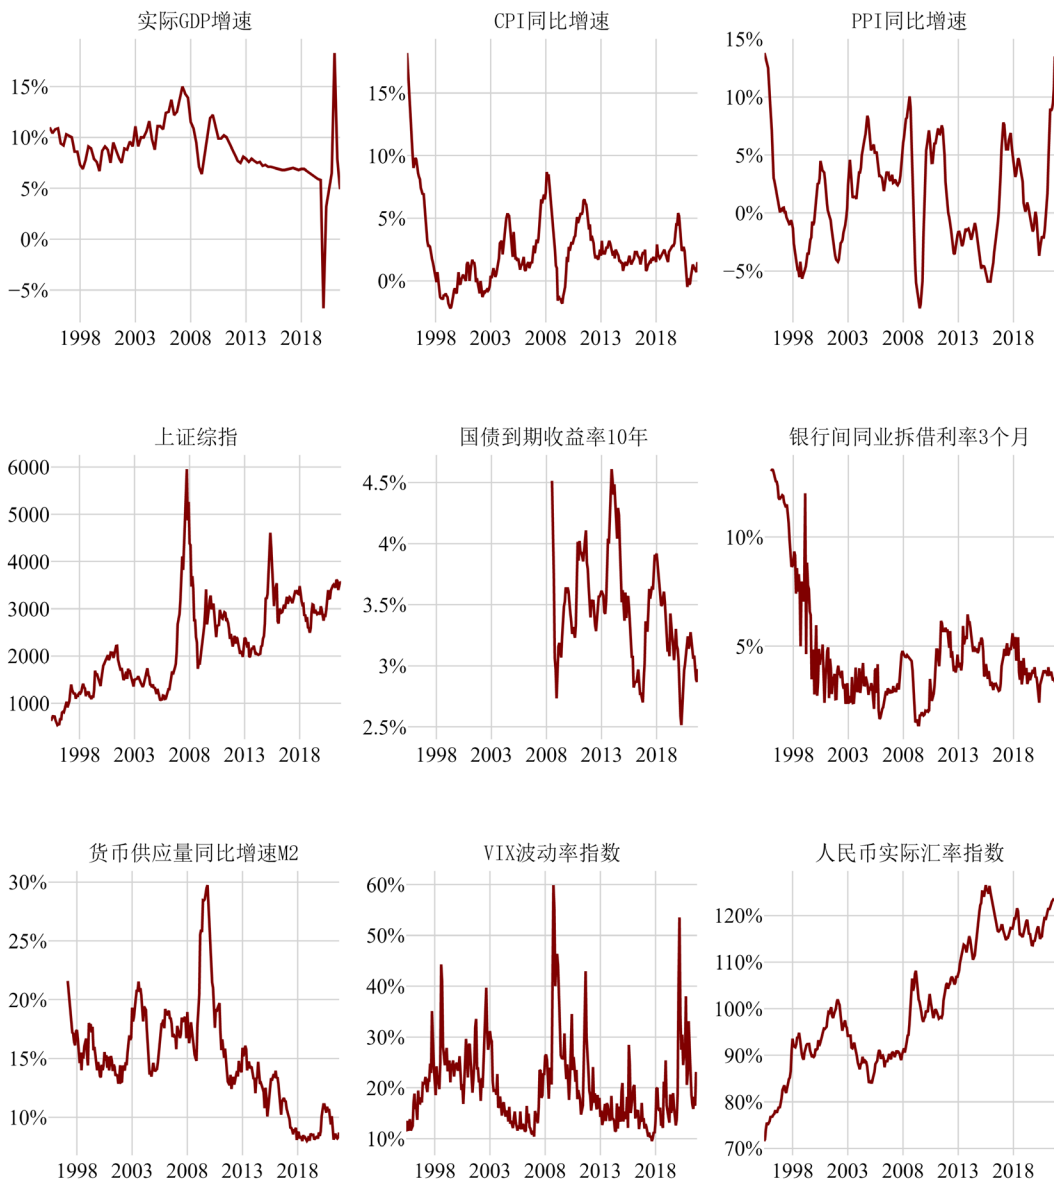 实际GDP增速
CPI同比增速
PPI同比增速
15%
10%
5%
0%
−5%
1998 2003 2008 2013 2018
15%
10%
5%
0%
1998 2003 2008 2013 2018
15%
10%
5%
0%
−5%
1998 2003 2008 2013 2018
上证综指
国债到期收益率10年
银行间同业拆借利率3个月
6000
5000
4000
3000
2000
1000
1998 2003 2008 2013 2018
4.5%
4%
3.5%
3%
2.5%
1998 2003 2008 2013 2018
10%
5%
1998 2003 2008 2013 2018
货币供应量同比增速M2
VIX波动率指数
人民币实际汇率指数
30%
25%
20%
15%
10%
1998 2003 2008 2013 2018
60%
50%
40%
30%
20%
10%
1998 2003 2008 2013 2018
120%
110%
100%
90%
80%
70%
1998 2003 2008 2013 2018